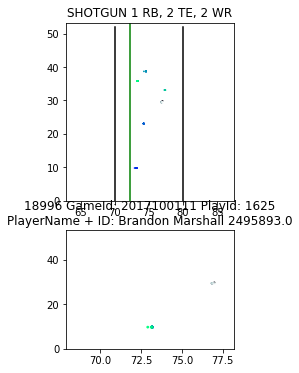 SHOTGUN 1 RB, 2 TE, 2 WR
50
40
30
20
10
0
65 70 75 80 85
18996 GameId: 2017100111 PlayId: 1625
PlayerName + ID: Brandon Marshall 2495893.0
40
20
0
70.0 72.5 75.0 77.5